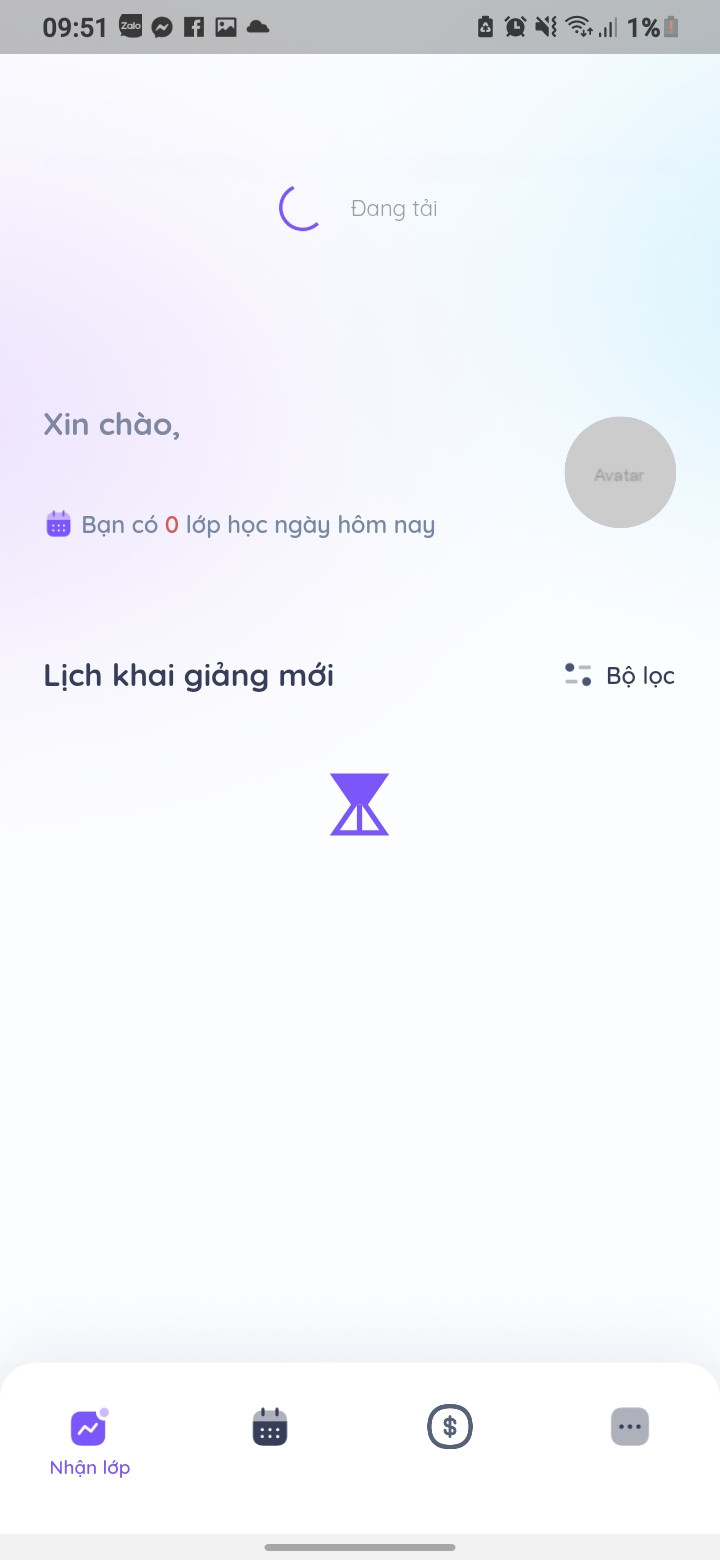 09:51 Zalo 1%
Đang tải
Xin chào,
Avatar
Bạn có 0 lớp học ngày hôm nay
Lịch khai giảng mới
Bộ lọc
$
Nhận lớp